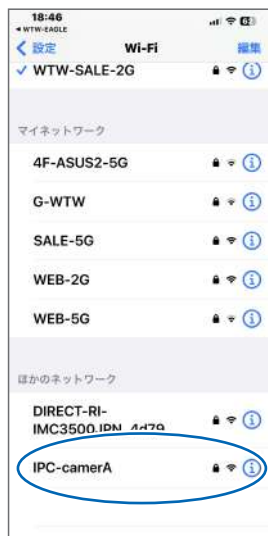 18:46
◀ WTW-EAGLE
設定
Wi-Fi
編集
WTW-SALE-2G
マイネットワーク
4F-ASUS2-5G
G-WTW
SALE-5G
WEB-2G
WEB-5G
ほかのネットワーク
DIRECT-RI-
IMC3500JPN_4d79
IPC-camerA